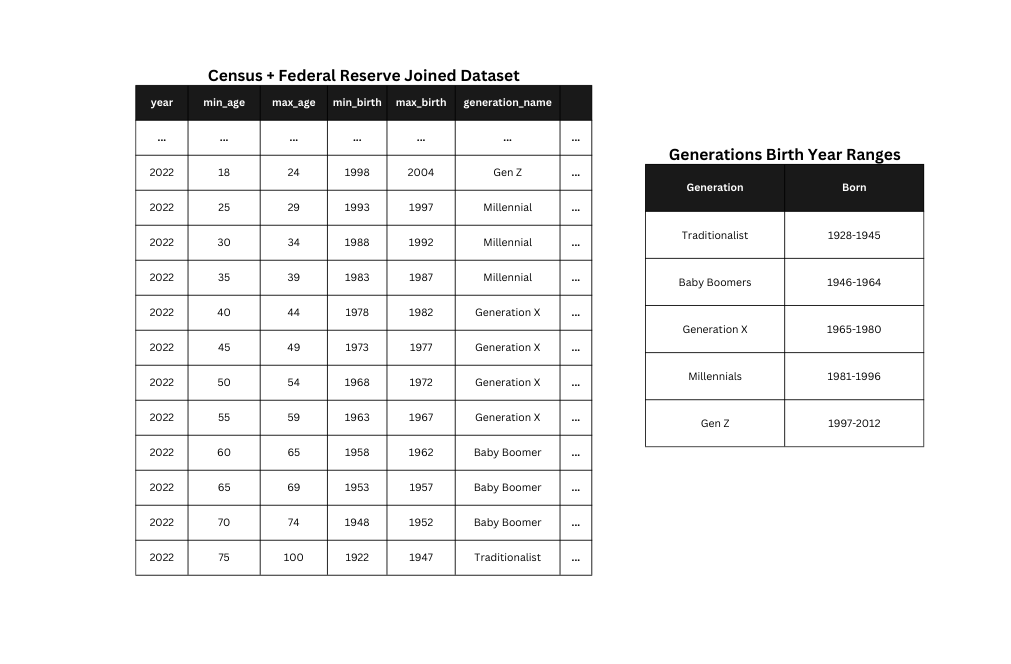 Census + Federal Reserve Joined Dataset
year min_age max_age min_birth max_birth generation_name
... ... ... ... ... ... ...
2022 18 24 1998 2004 Gen Z ...
2022 25 29 1993 1997 Millennial ...
2022 30 34 1988 1992 Millennial ...
2022 35 39 1983 1987 Millennial ...
2022 40 44 1978 1982 Generation X ...
2022 45 49 1973 1977 Generation X ...
2022 50 54 1968 1972 Generation X ...
2022 55 59 1963 1967 Generation X ...
2022 60 65 1958 1962 Baby Boomer ...
2022 65 69 1953 1957 Baby Boomer ...
2022 70 74 1948 1952 Baby Boomer ...
2022 75 100 1922 1947 Traditionalist ...
Generations Birth Year Ranges
Generation Born
Traditionalist 1928-1945
Baby Boomers 1946-1964
Generation X 1965-1980
Millennials 1981-1996
Gen Z 1997-2012